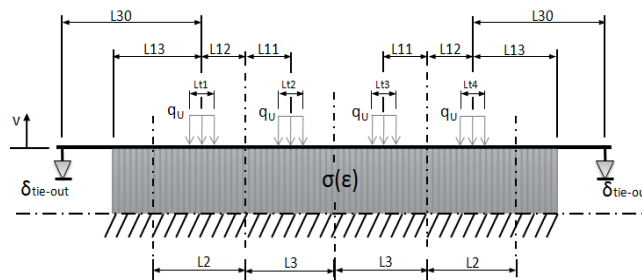 L30 L30
L13 L12 L11 L11 L12 L13
Lt1 Lt2 Lt3 Lt4
v qU qU qU qU
δtie-out σ(ε) δtie-out
L2 L3 L3 L2